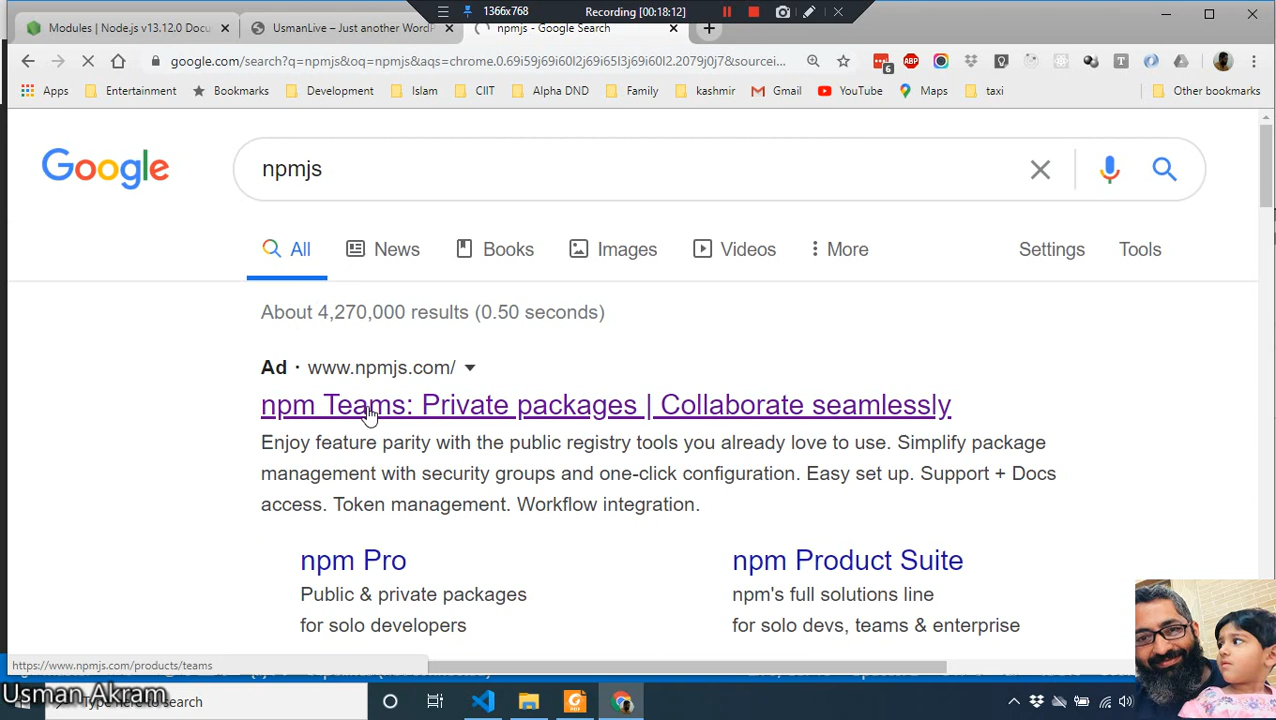 1366x768
Recording [00:18:12]
Modules | Node.js v13.12.0 Docu
UsmanLive – Just another WordP
npmjs - Google Search
google.com/search?q=npmjs&oq=npmjs&aqs=chrome.0.69i59j69i60l2j69i65l3j69i60l2.2079j0j7&sourcei...
6
ABP
Apps
Entertainment
Bookmarks
Development
Islam
CIIT
Alpha DND
Family
kashmir
Gmail
YouTube
Maps
taxi
Other bookmarks
Google
npmjs
All
News
Books
Images
Videos
More
Settings
Tools
About 4,270,000 results (0.50 seconds)
Ad · www.npmjs.com/
npm Teams: Private packages | Collaborate seamlessly
Enjoy feature parity with the public registry tools you already love to use. Simplify package
management with security groups and one-click configuration. Easy set up. Support + Docs
access. Token management. Workflow integration.
npm Pro
Public & private packages
for solo developers
npm Product Suite
npm's full solutions line
for solo devs, teams & enterprise
https://www.npmjs.com/products/teams
Usman Akram
Type here to search